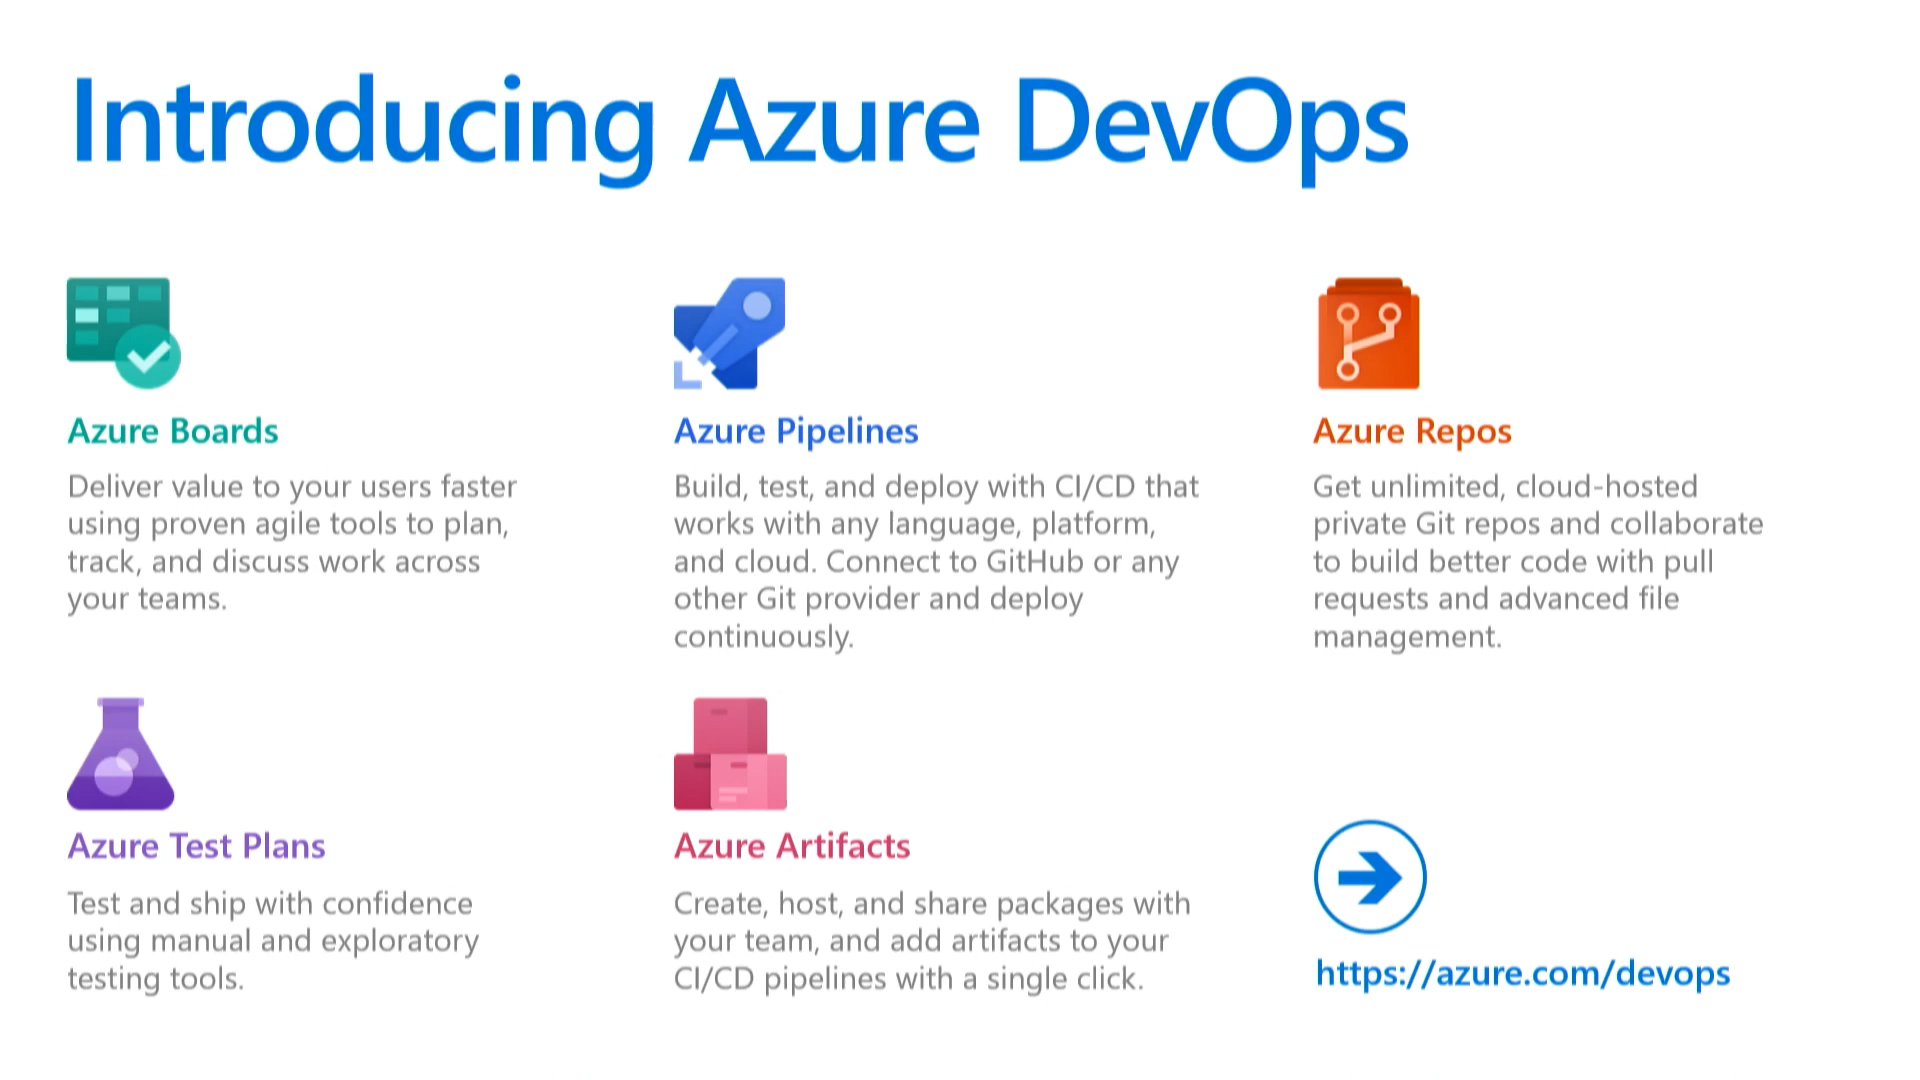 Introducing Azure DevOps
Azure Boards
Deliver value to your users faster
using proven agile tools to plan,
track, and discuss work across
your teams.
Azure Pipelines
Build, test, and deploy with CI/CD that
works with any language, platform,
and cloud. Connect to GitHub or any
other Git provider and deploy
continuously.
Azure Repos
Get unlimited, cloud-hosted
private Git repos and collaborate
to build better code with pull
requests and advanced file
management.
Azure Test Plans
Test and ship with confidence
using manual and exploratory
testing tools.
Azure Artifacts
Create, host, and share packages with
your team, and add artifacts to your
CI/CD pipelines with a single click.
https://azure.com/devops